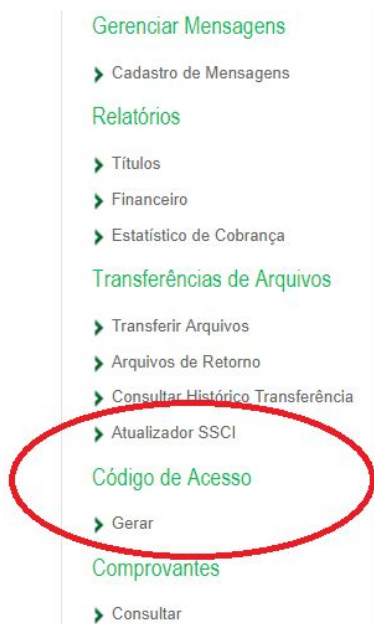 Gerenciar Mensagens
Cadastro de Mensagens
Relatórios
Títulos
Financeiro
Estatístico de Cobrança
Transferências de Arquivos
Transferir Arquivos
Arquivos de Retorno
Consultar Histórico Transferência
Atualizador SSCI
Código de Acesso
Gerar
Comprovantes
Consultar